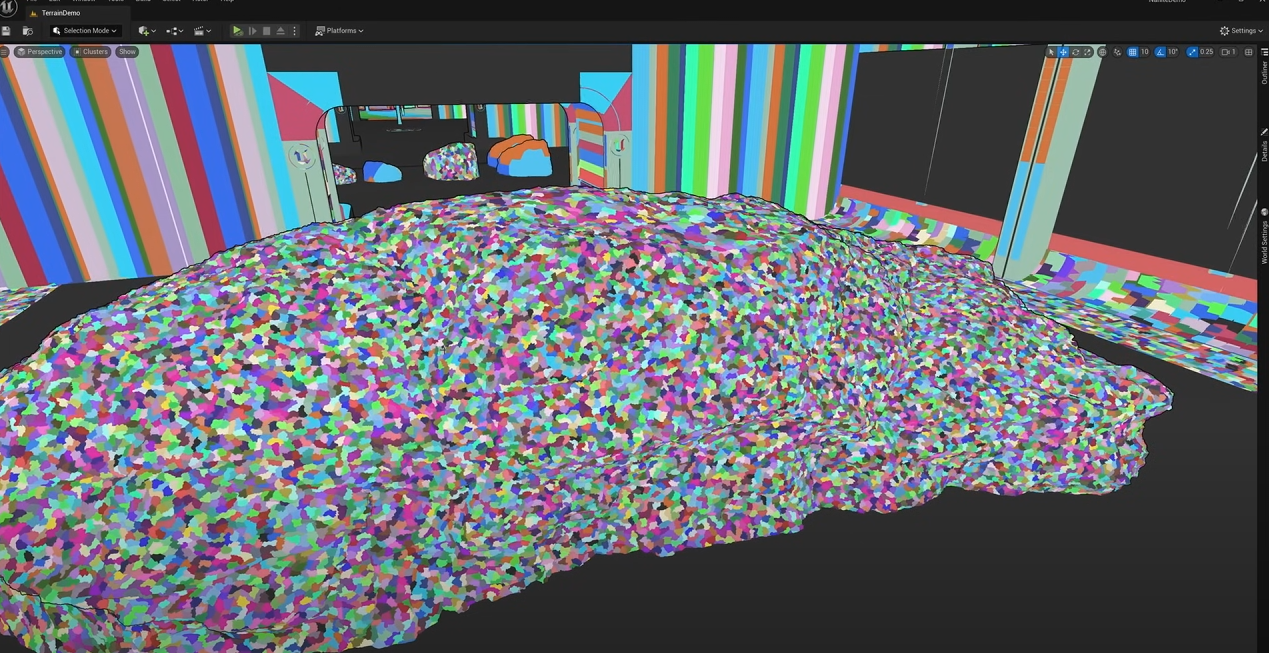 TerrainDemo
Selection Mode
Platforms
Settings
Perspective
Clusters
Show
10
10°
0.25
1
Outliner
Details
World Settings